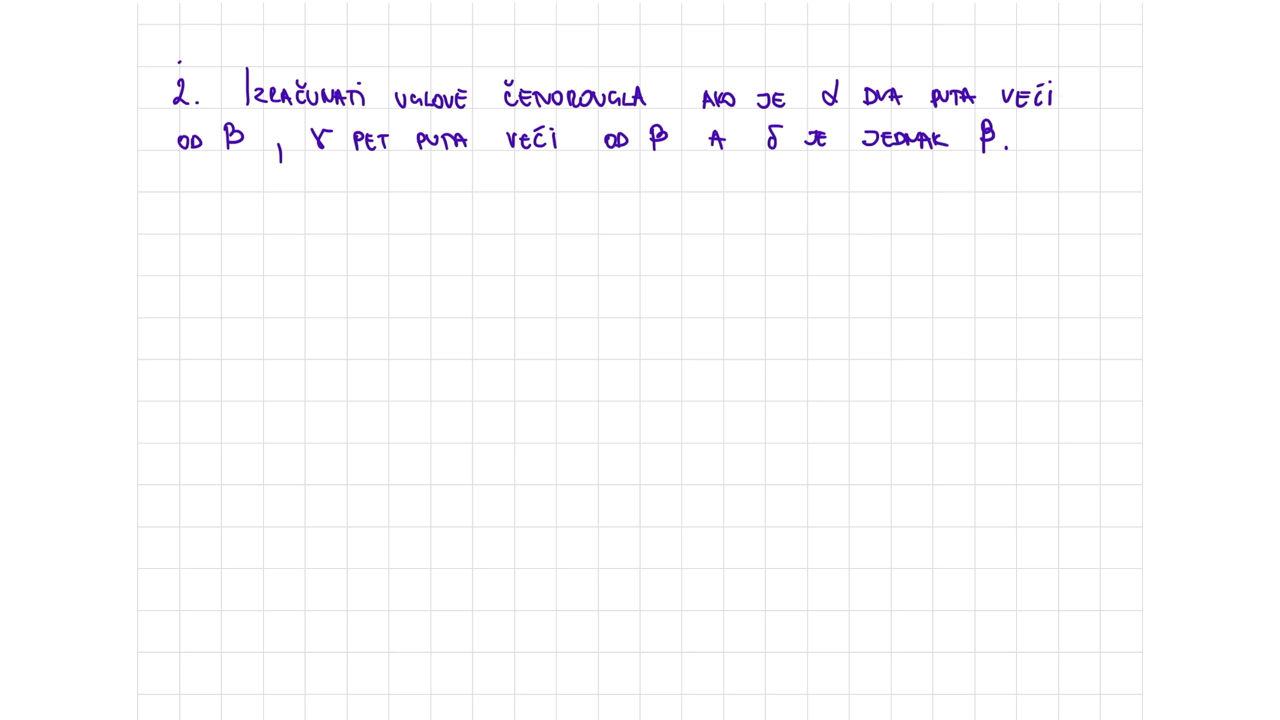 2. IZRAČUNATI UGLOVE ČETVOROUGLA AKO JE α DVA PUTA VEĆI
OD β, γ PET PUTA VEĆI OD β A δ JE JEDNAK β.